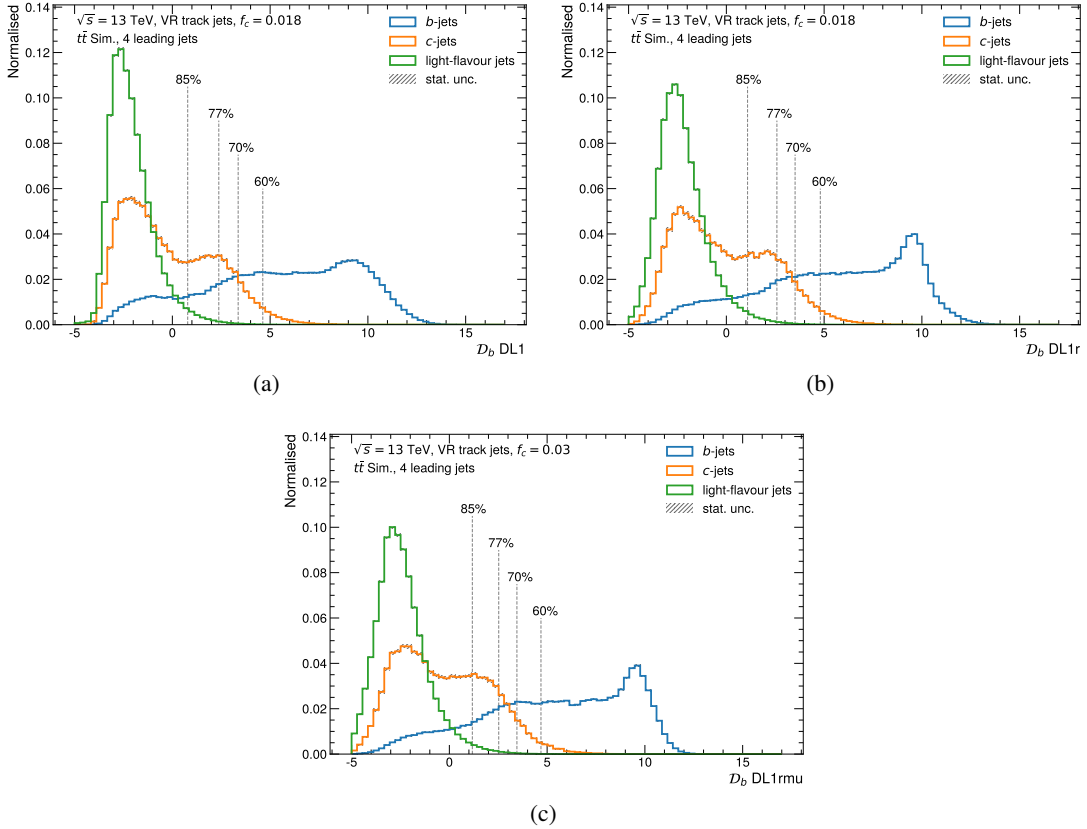 √s = 13 TeV, VR track jets, f_c = 0.018
tt̄ Sim., 4 leading jets
b-jets
c-jets
light-flavour jets
stat. unc.
85%
77%
70%
60%
Normalised
0.14
0.12
0.10
0.08
0.06
0.04
0.02
0.00
-5 0 5 10 15
𝒟_b DL1
(a)
√s = 13 TeV, VR track jets, f_c = 0.018
tt̄ Sim., 4 leading jets
b-jets
c-jets
light-flavour jets
stat. unc.
85%
77%
70%
60%
Normalised
0.14
0.12
0.10
0.08
0.06
0.04
0.02
0.00
-5 0 5 10 15
𝒟_b DL1r
(b)
√s = 13 TeV, VR track jets, f_c = 0.03
tt̄ Sim., 4 leading jets
b-jets
c-jets
light-flavour jets
stat. unc.
85%
77%
70%
60%
Normalised
0.14
0.12
0.10
0.08
0.06
0.04
0.02
0.00
-5 0 5 10 15
𝒟_b DL1rmu
(c)